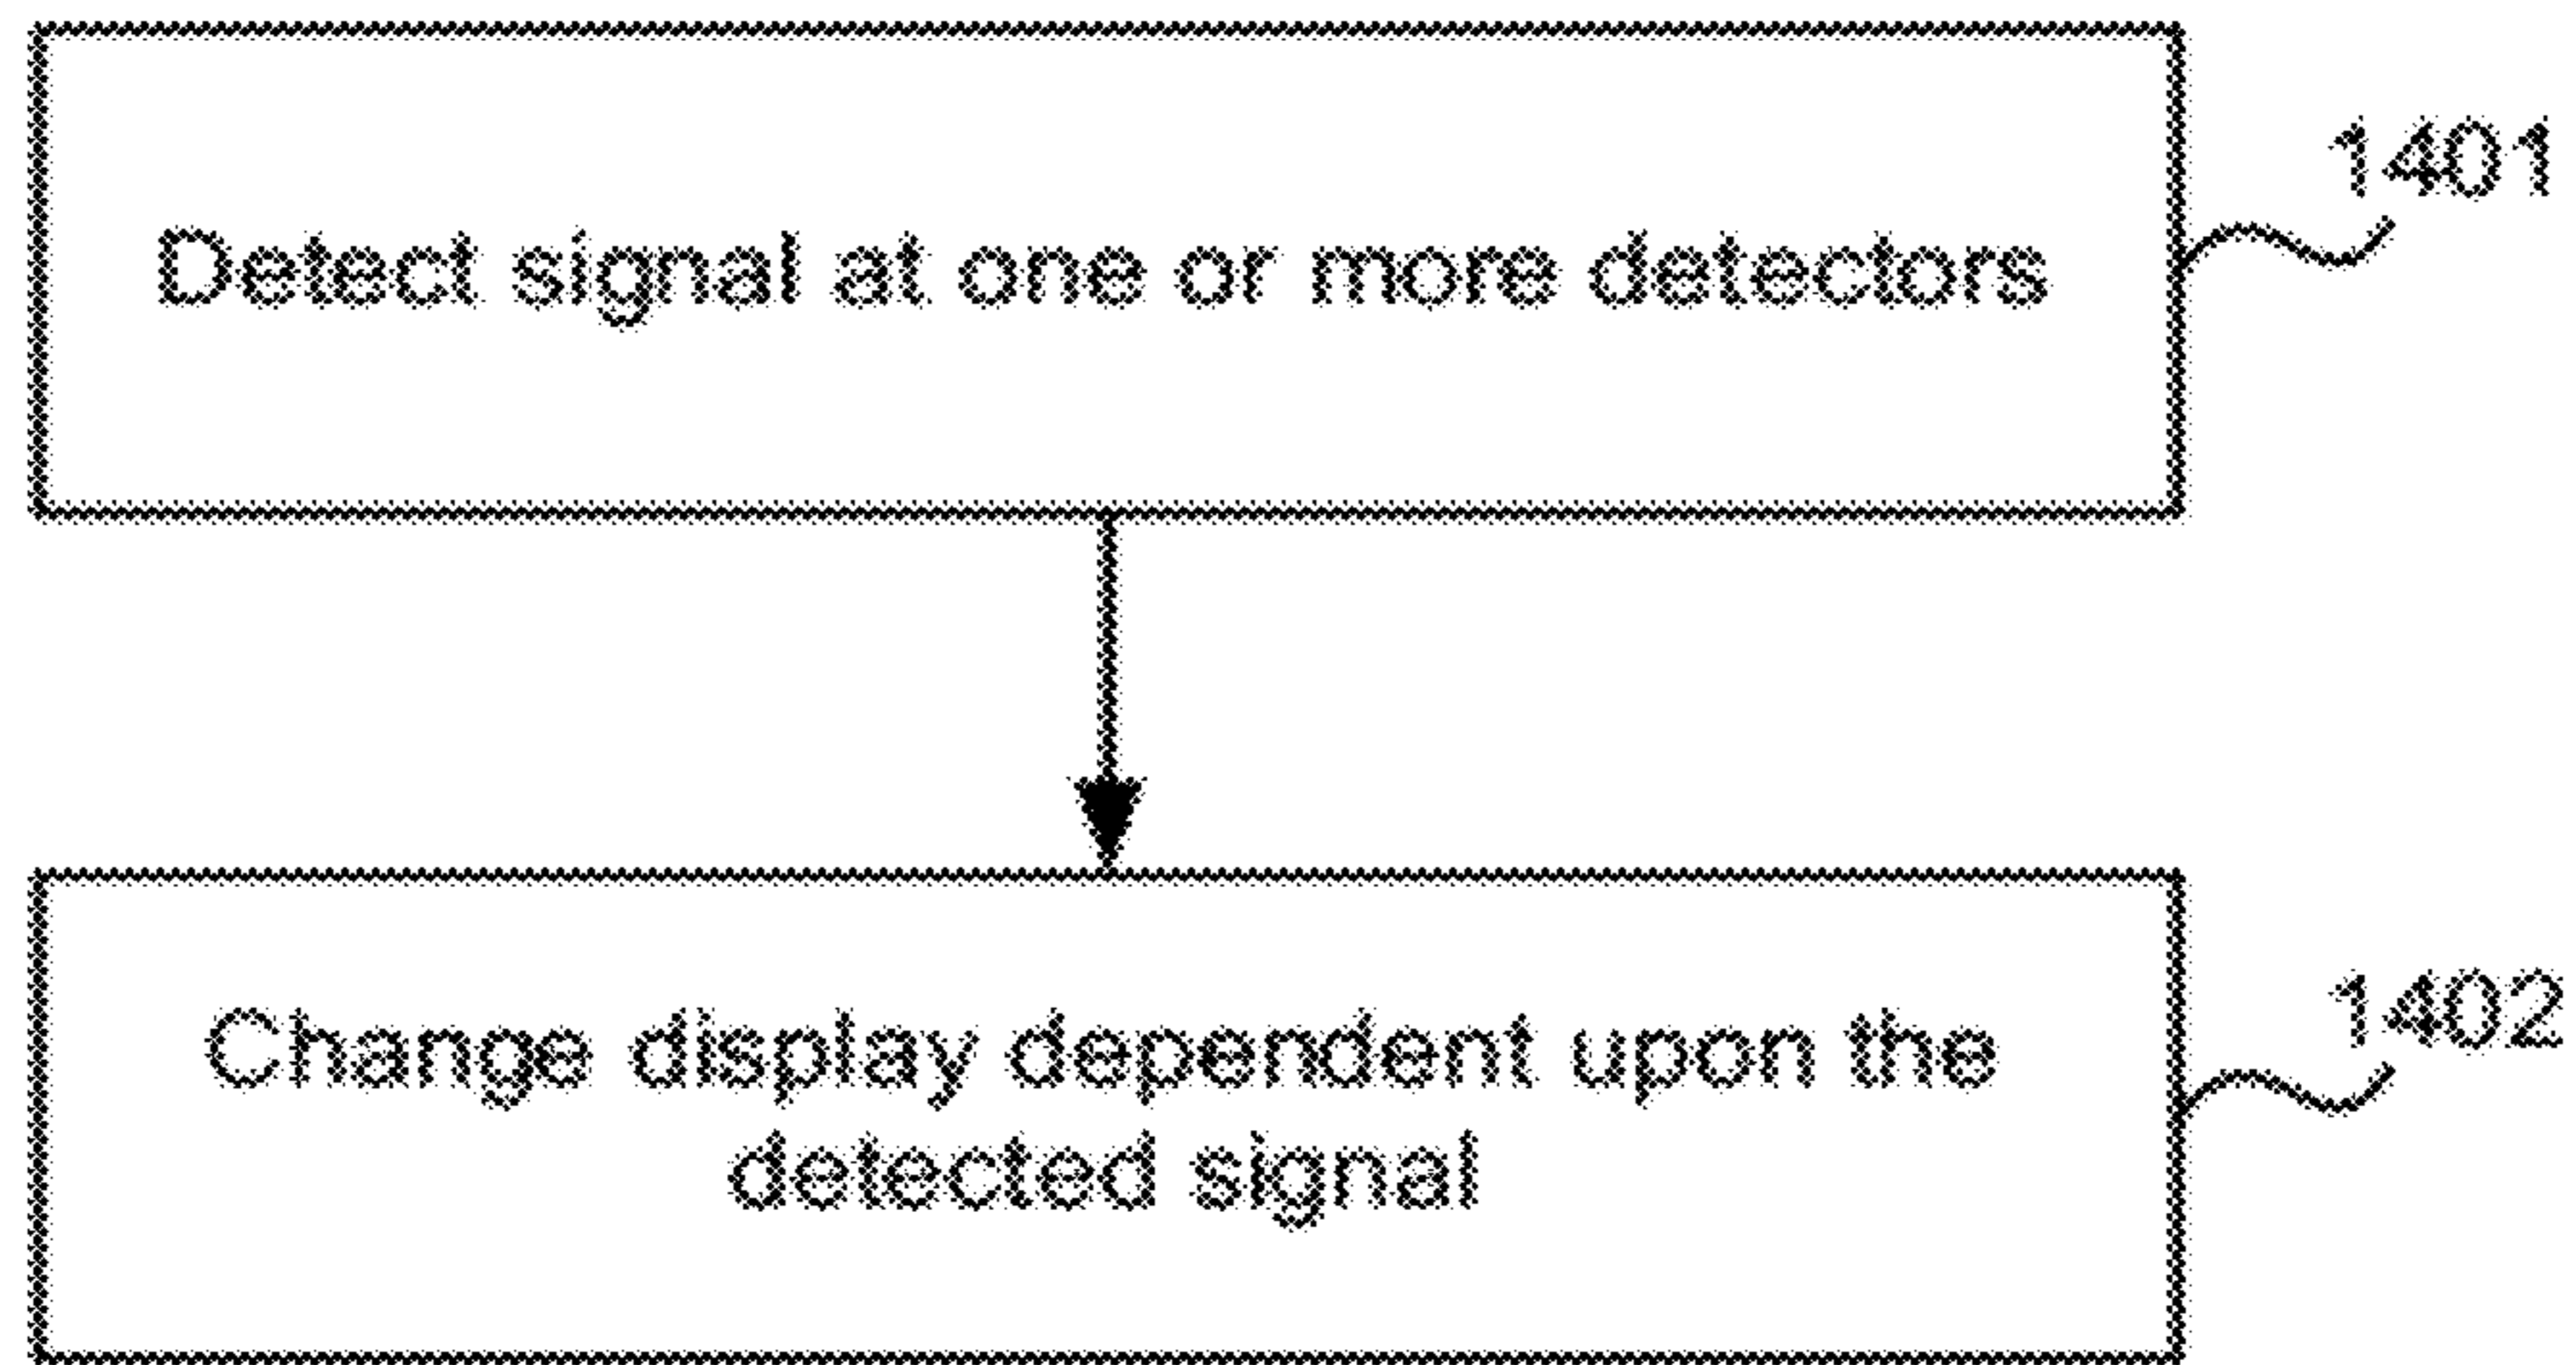 1401
Detect signal at one or more detectors
1402
Change display dependent upon the
detected signal